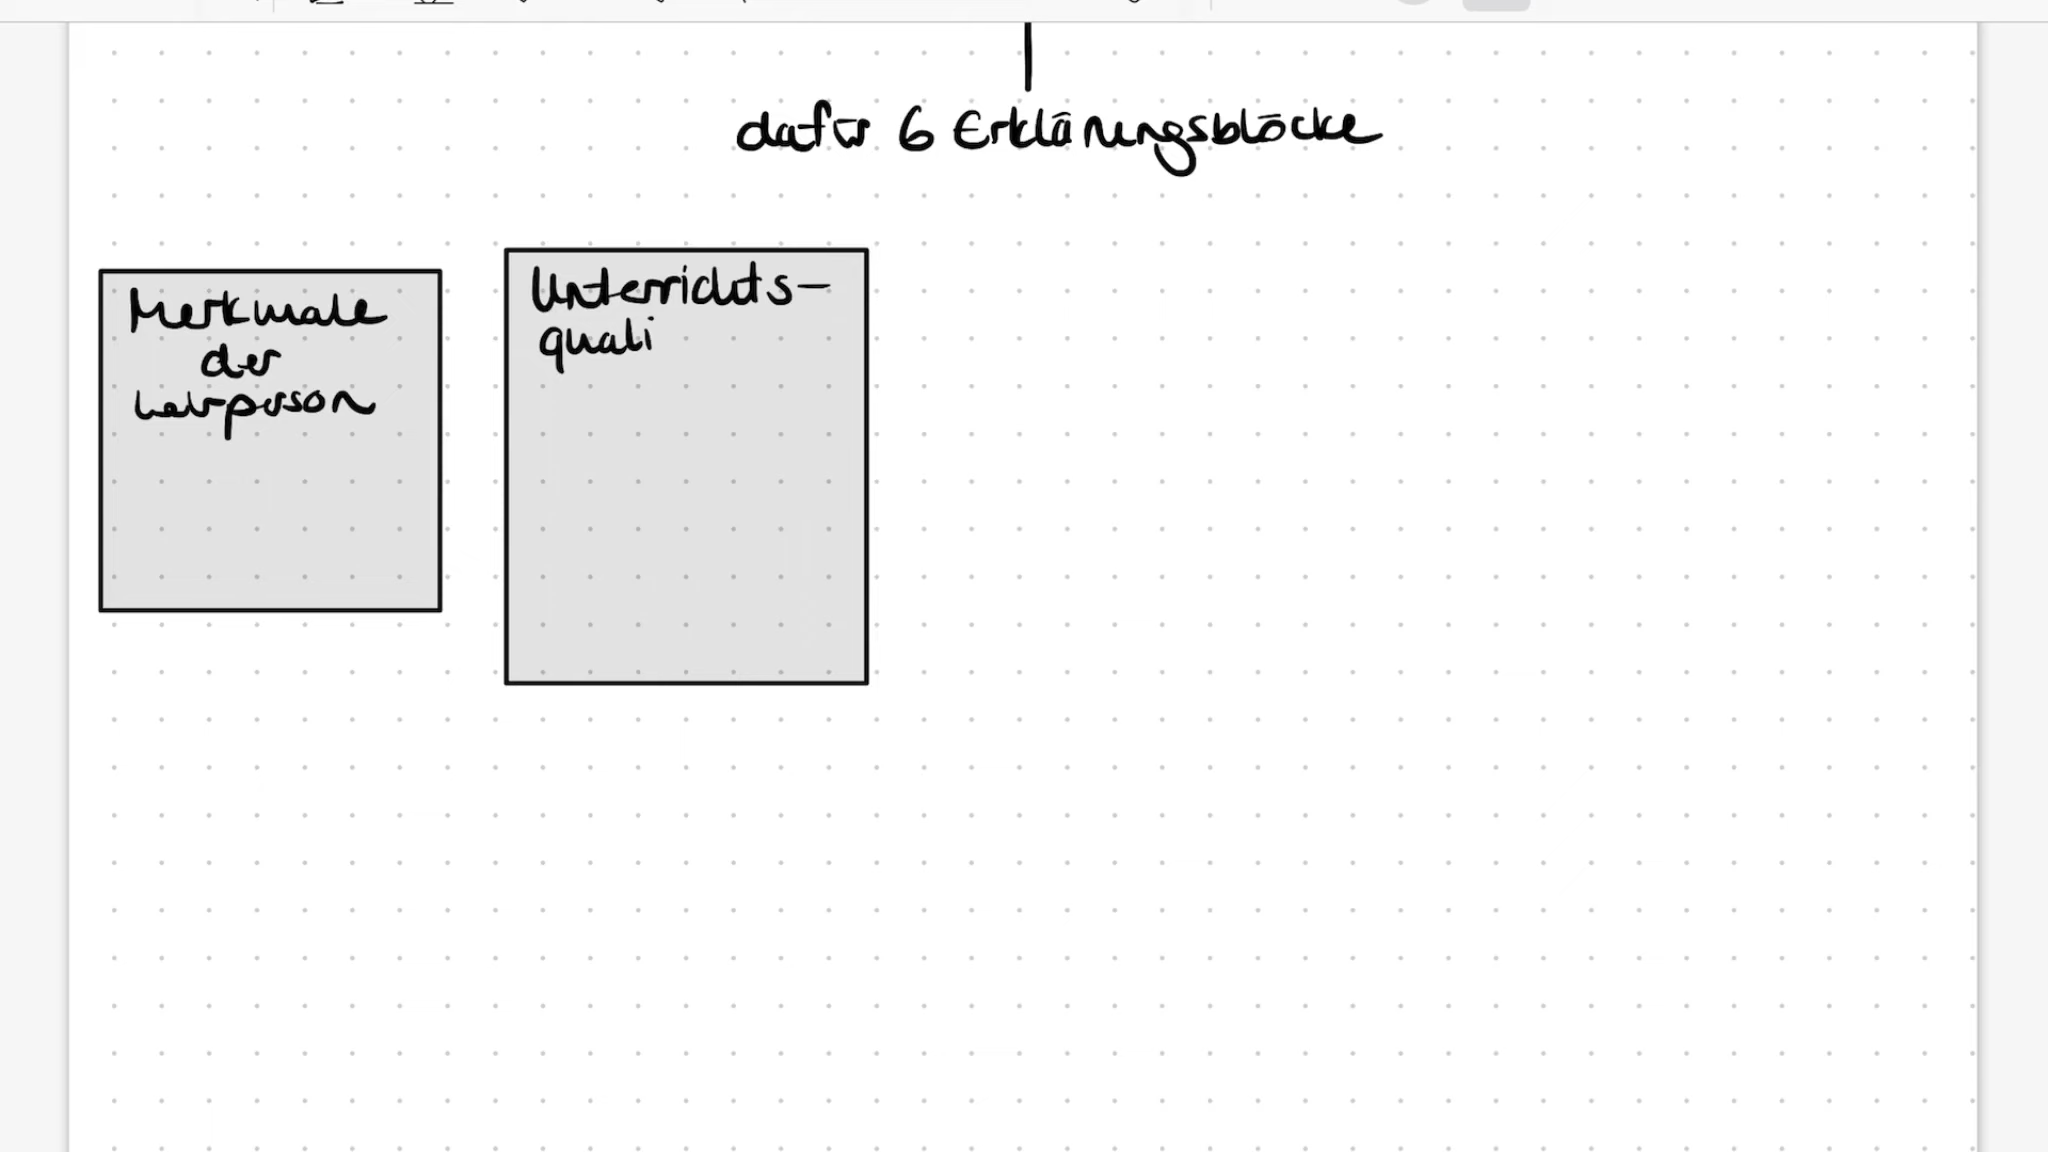 dafür 6 Erklärungsblöcke
Merkmale
der
Lehrperson
Unterrichts-
quali